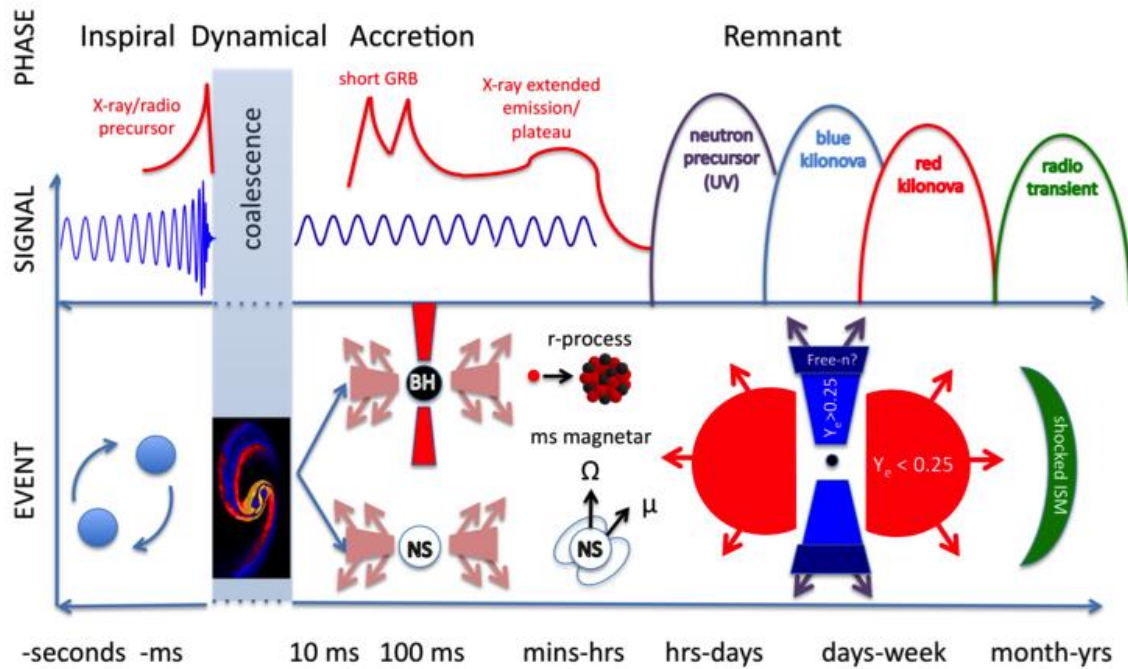 PHASE
Inspiral
Dynamical
Accretion
Remnant
SIGNAL
X-ray/radio
precursor
coalescence
short GRB
X-ray extended
emission/
plateau
neutron
precursor
(UV)
blue
kilonova
red
kilonova
radio
transient
EVENT
BH
NS
r-process
ms magnetar
Ω
μ
NS
Free-n?
Yₑ>0.25
Yₑ < 0.25
shocked ISM
-seconds
-ms
10 ms
100 ms
mins-hrs
hrs-days
days-week
month-yrs